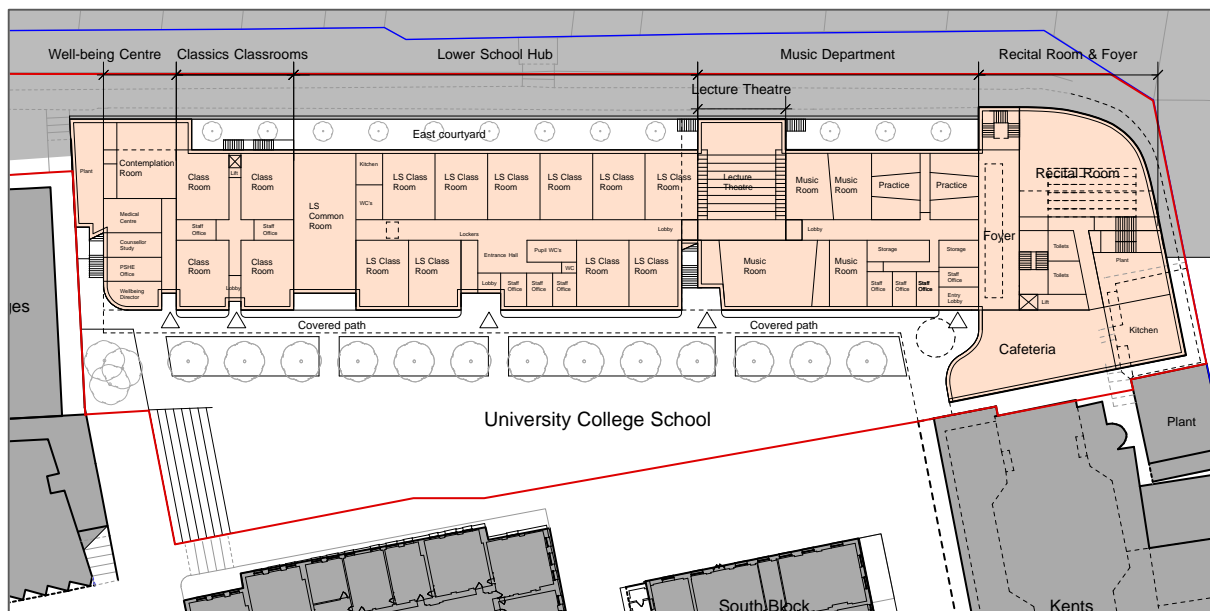 Well-being Centre
Classics Classrooms
Lower School Hub
Music Department
Recital Room & Foyer
Lecture Theatre
East courtyard
Plant
Contemplation
Room
Class
Room
Lift
Class
Room
Kitchen
WC's
LS Class
Room
LS Class
Room
LS Class
Room
LS Class
Room
LS Class
Room
LS Class
Room
Lecture
Theatre
Music
Room
Music
Room
Practice
Practice
Recital Room
Medical
Centre
Staff
Office
Staff
Office
LS
Common
Room
Lockers
Lobby
Lobby
Foyer
Counsellor
Study
PSHE
Office
Wellbeing
Director
Class
Room
Lobby
Class
Room
LS Class
Room
LS Class
Room
Entrance Hall
Pupil WC's
WC
Lobby
Staff
Office
Staff
Office
Staff
Office
LS Class
Room
LS Class
Room
Music
Room
Music
Room
Storage
Staff
Office
Staff
Office
Staff
Office
Storage
Staff
Office
Entry
Lobby
Toilets
Toilets
Lift
Plant
Kitchen
Cafeteria
Covered path
Covered path
University College School
Plant
ges
South Block
Kents